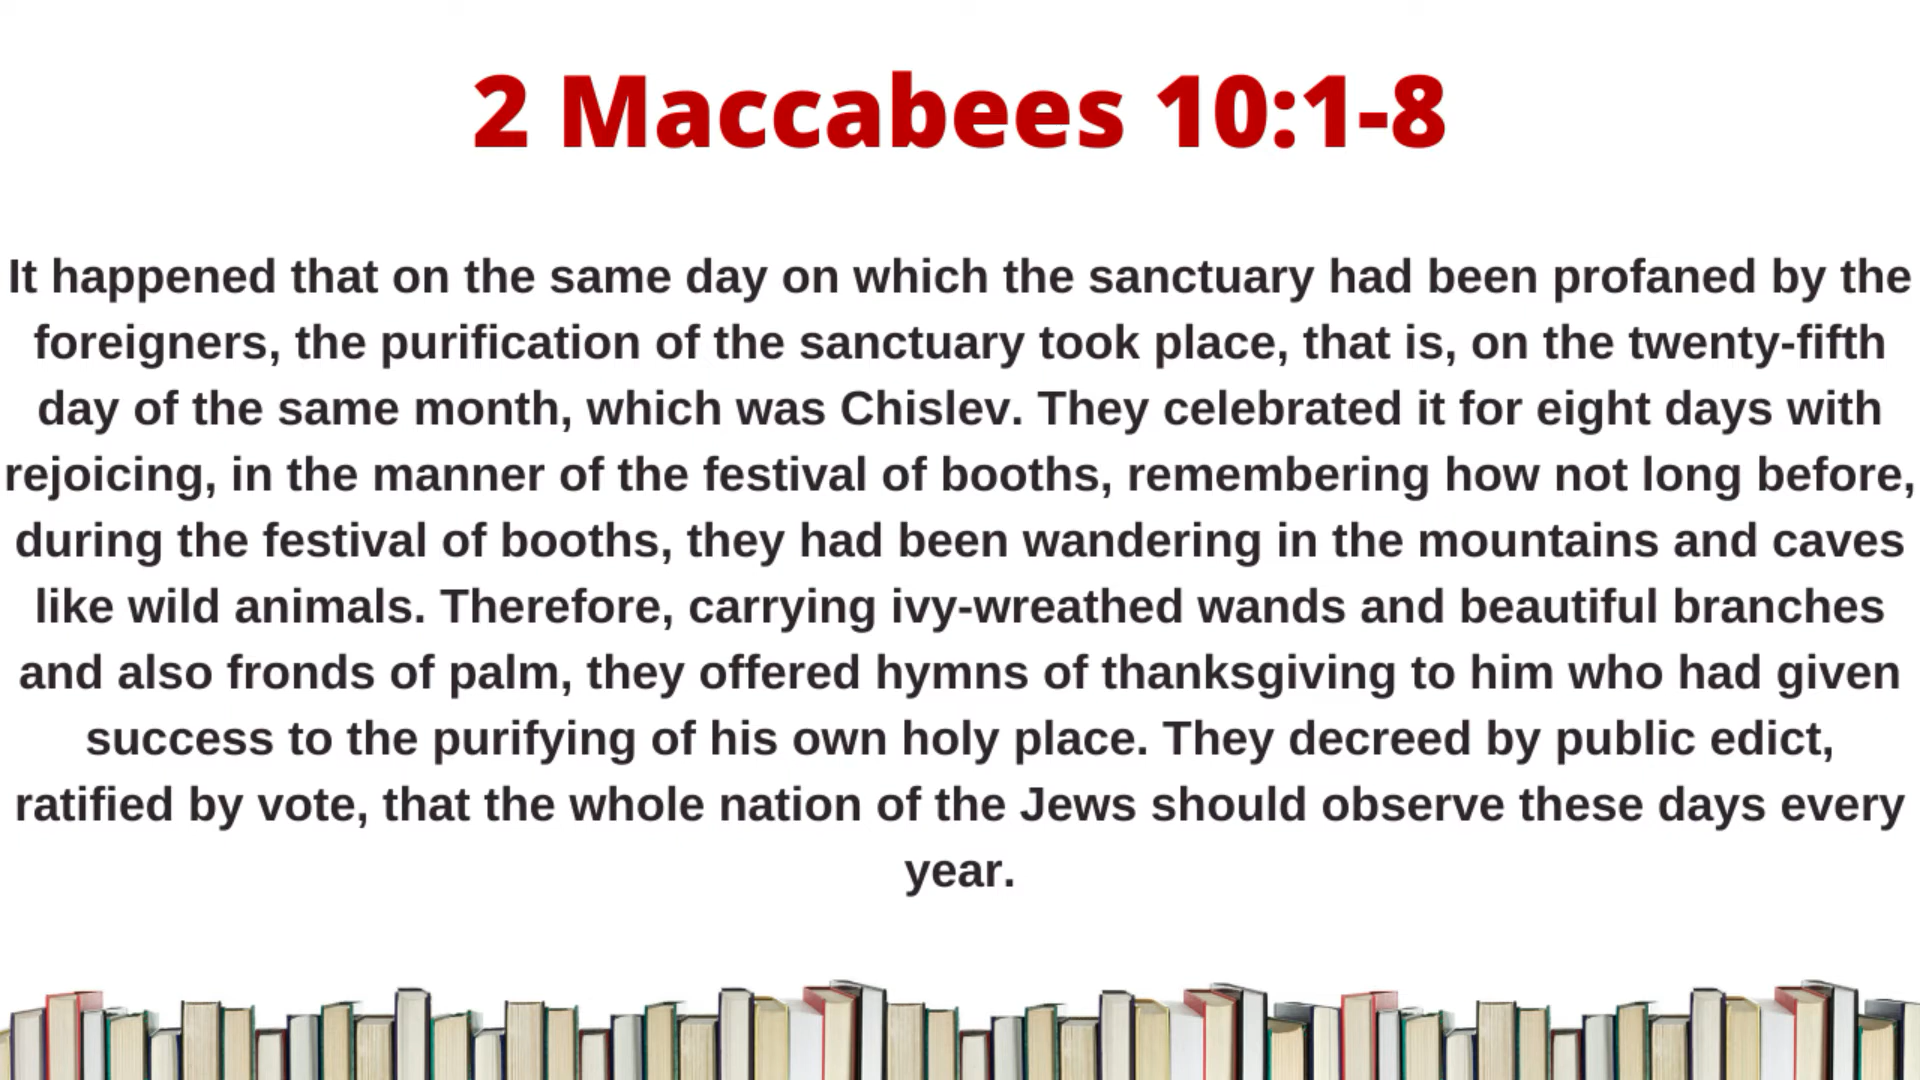 2 Maccabees 10:1-8
It happened that on the same day on which the sanctuary had been profaned by the
foreigners, the purification of the sanctuary took place, that is, on the twenty-fifth
day of the same month, which was Chislev. They celebrated it for eight days with
rejoicing, in the manner of the festival of booths, remembering how not long before,
during the festival of booths, they had been wandering in the mountains and caves
like wild animals. Therefore, carrying ivy-wreathed wands and beautiful branches
and also fronds of palm, they offered hymns of thanksgiving to him who had given
success to the purifying of his own holy place. They decreed by public edict,
ratified by vote, that the whole nation of the Jews should observe these days every
year.